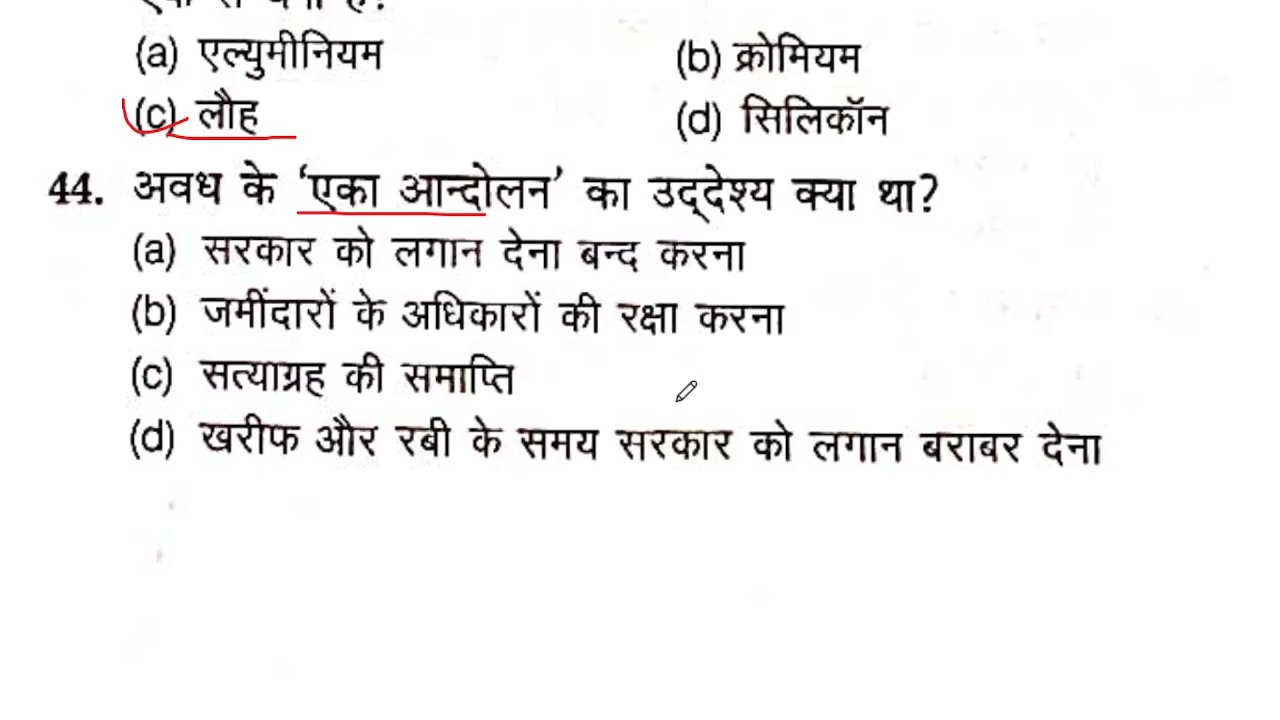 (a) एल्युमीनियम (b) क्रोमियम
(c) लौह (d) सिलिकॉन
44. अवध के ‘एका आन्दोलन’ का उद्देश्य क्या था?
(a) सरकार को लगान देना बन्द करना
(b) जमींदारों के अधिकारों की रक्षा करना
(c) सत्याग्रह की समाप्ति
(d) खरीफ और रबी के समय सरकार को लगान बराबर देना